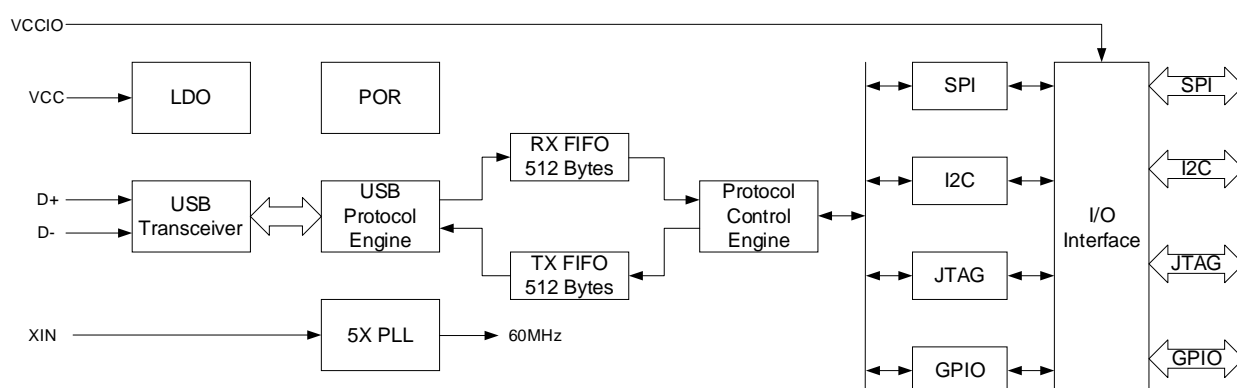 VCCIO
VCC
LDO
POR
D+
D-
USB
Transceiver
USB
Protocol
Engine
RX FIFO
512 Bytes
TX FIFO
512 Bytes
Protocol
Control
Engine
XIN
5X PLL
60MHz
SPI
I2C
JTAG
GPIO
I/O
Interface
SPI
I2C
JTAG
GPIO